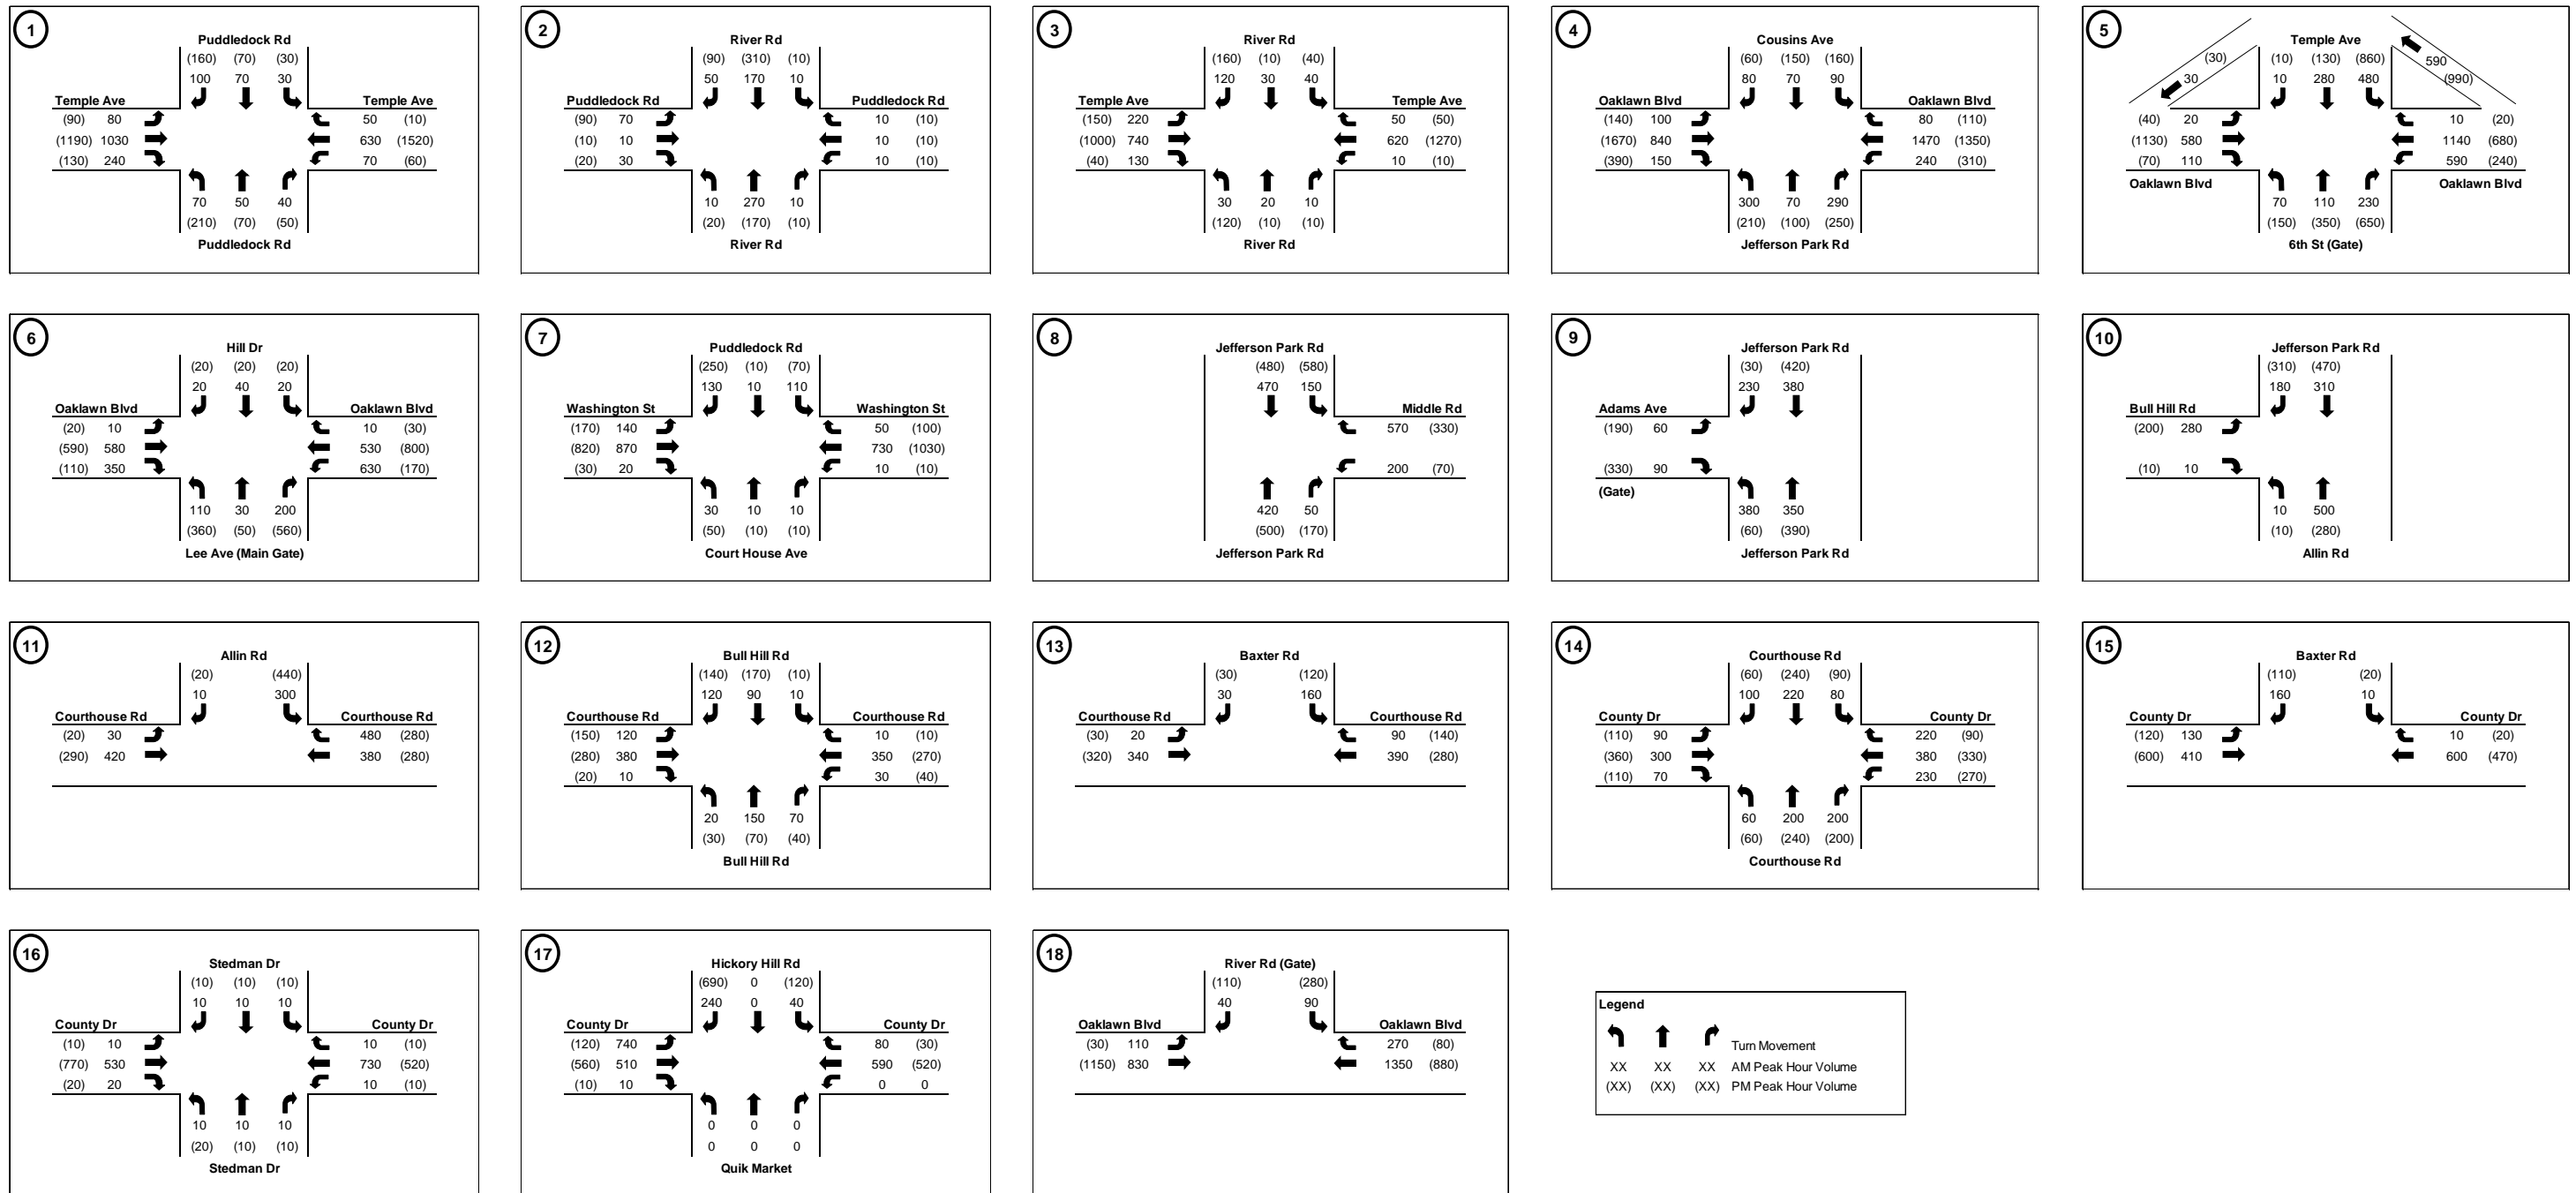 1
Puddledock Rd
(160) (70) (30)
100 70 30
Temple Ave Temple Ave
(90) 80 50 (10)
(1190) 1030 630 (1520)
(130) 240 70 (60)
70 50 40
(210) (70) (50)
Puddledock Rd
2
River Rd
(90) (310) (10)
50 170 10
Puddledock Rd Puddledock Rd
(90) 70 10 (10)
(10) 10 10 (10)
(20) 30 10 (10)
10 270 10
(20) (170) (10)
River Rd
3
River Rd
(160) (10) (40)
120 30 40
Temple Ave Temple Ave
(150) 220 50 (50)
(1000) 740 620 (1270)
(40) 130 10 (10)
30 20 10
(120) (10) (10)
River Rd
4
Cousins Ave
(60) (150) (160)
80 70 90
Oaklawn Blvd Oaklawn Blvd
(140) 100 80 (110)
(1670) 840 1470 (1350)
(390) 150 240 (310)
300 70 290
(210) (100) (250)
Jefferson Park Rd
5
Temple Ave
(30) (10) (130) (860) 590
30 10 280 480 (990)
(40) 20 10 (20)
(1130) 580 1140 (680)
(70) 110 590 (240)
Oaklawn Blvd Oaklawn Blvd
70 110 230
(150) (350) (650)
6th St (Gate)
6
Hill Dr
(20) (20) (20)
20 40 20
Oaklawn Blvd Oaklawn Blvd
(20) 10 10 (30)
(590) 580 530 (800)
(110) 350 630 (170)
110 30 200
(360) (50) (560)
Lee Ave (Main Gate)
7
Puddledock Rd
(250) (10) (70)
130 10 110
Washington St Washington St
(170) 140 50 (100)
(820) 870 730 (1030)
(30) 20 10 (10)
30 10 10
(50) (10) (10)
Court House Ave
8
Jefferson Park Rd
(480) (580)
470 150
Middle Rd
570 (330)
200 (70)
420 50
(500) (170)
Jefferson Park Rd
9
Jefferson Park Rd
(30) (420)
230 380
Adams Ave
(190) 60
(330) 90
(Gate)
380 350
(60) (390)
Jefferson Park Rd
10
Jefferson Park Rd
(310) (470)
180 310
Bull Hill Rd
(200) 280
(10) 10
10 500
(10) (280)
Allin Rd
11
Allin Rd
(20) (440)
10 300
Courthouse Rd Courthouse Rd
(20) 30 480 (280)
(290) 420 380 (280)
12
Bull Hill Rd
(140) (170) (10)
120 90 10
Courthouse Rd Courthouse Rd
(150) 120 10 (10)
(280) 380 350 (270)
(20) 10 30 (40)
20 150 70
(30) (70) (40)
Bull Hill Rd
13
Baxter Rd
(30) (120)
30 160
Courthouse Rd Courthouse Rd
(30) 20 90 (140)
(320) 340 390 (280)
14
Courthouse Rd
(60) (240) (90)
100 220 80
County Dr County Dr
(110) 90 220 (90)
(360) 300 380 (330)
(110) 70 230 (270)
60 200 200
(60) (240) (200)
Courthouse Rd
15
Baxter Rd
(110) (20)
160 10
County Dr County Dr
(120) 130 10 (20)
(600) 410 600 (470)
16
Stedman Dr
(10) (10) (10)
10 10 10
County Dr County Dr
(10) 10 10 (10)
(770) 530 730 (520)
(20) 20 10 (10)
10 10 10
(20) (10) (10)
Stedman Dr
17
Hickory Hill Rd
(690) 0 (120)
240 0 40
County Dr County Dr
(120) 740 80 (30)
(560) 510 590 (520)
(10) 10 0 0
0 0 0
0 0 0
Quik Market
18
River Rd (Gate)
(110) (280)
40 90
Oaklawn Blvd Oaklawn Blvd
(30) 110 270 (80)
(1150) 830 1350 (880)
Legend
Turn Movement
XX XX XX AM Peak Hour Volume
(XX) (XX) (XX) PM Peak Hour Volume